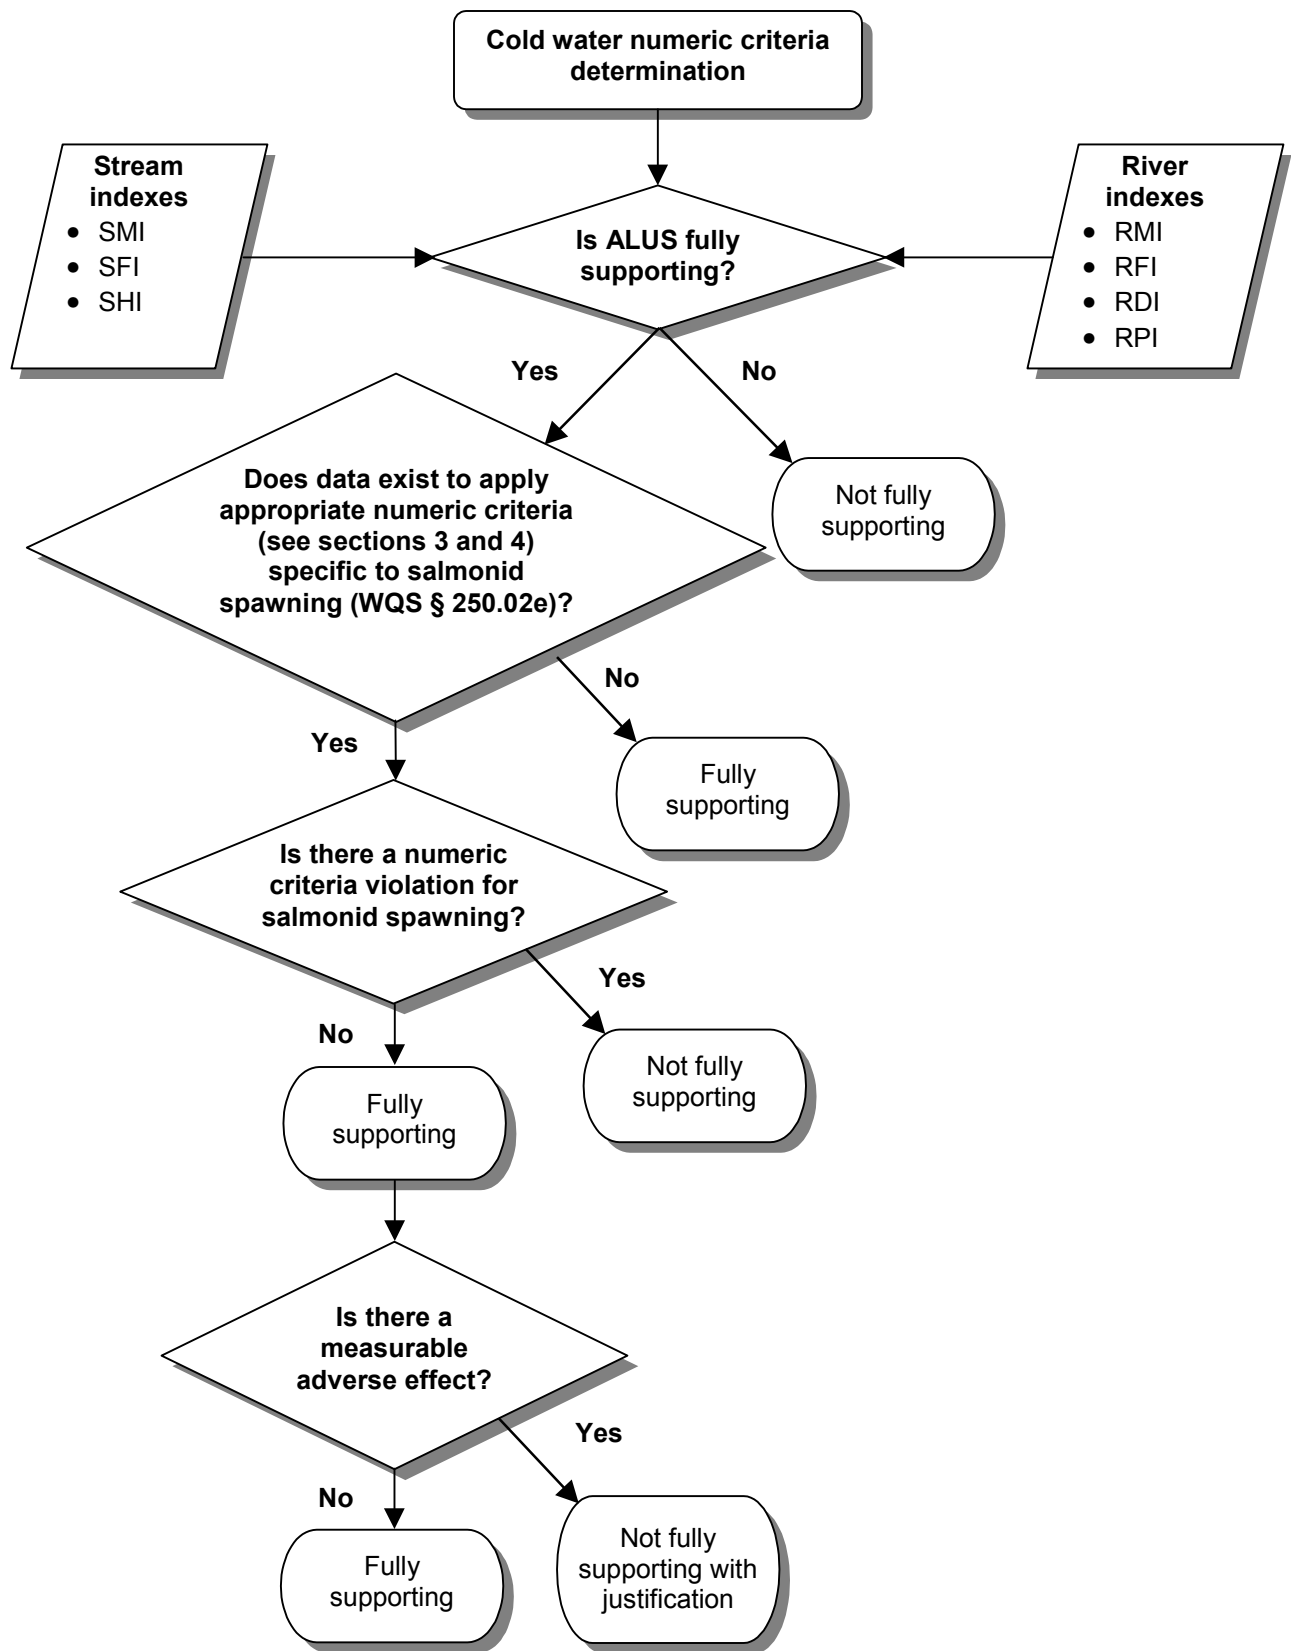 Cold water numeric criteria
determination
Stream
indexes
• SMI
• SFI
• SHI
Is ALUS fully
supporting?
River
indexes
• RMI
• RFI
• RDI
• RPI
Yes
No
Does data exist to apply
appropriate numeric criteria
(see sections 3 and 4)
specific to salmonid
spawning (WQS § 250.02e)?
Not fully
supporting
No
Yes
Fully
supporting
Is there a numeric
criteria violation for
salmonid spawning?
Yes
No
Not fully
supporting
Fully
supporting
Is there a
measurable
adverse effect?
Yes
No
Fully
supporting
Not fully
supporting with
justification